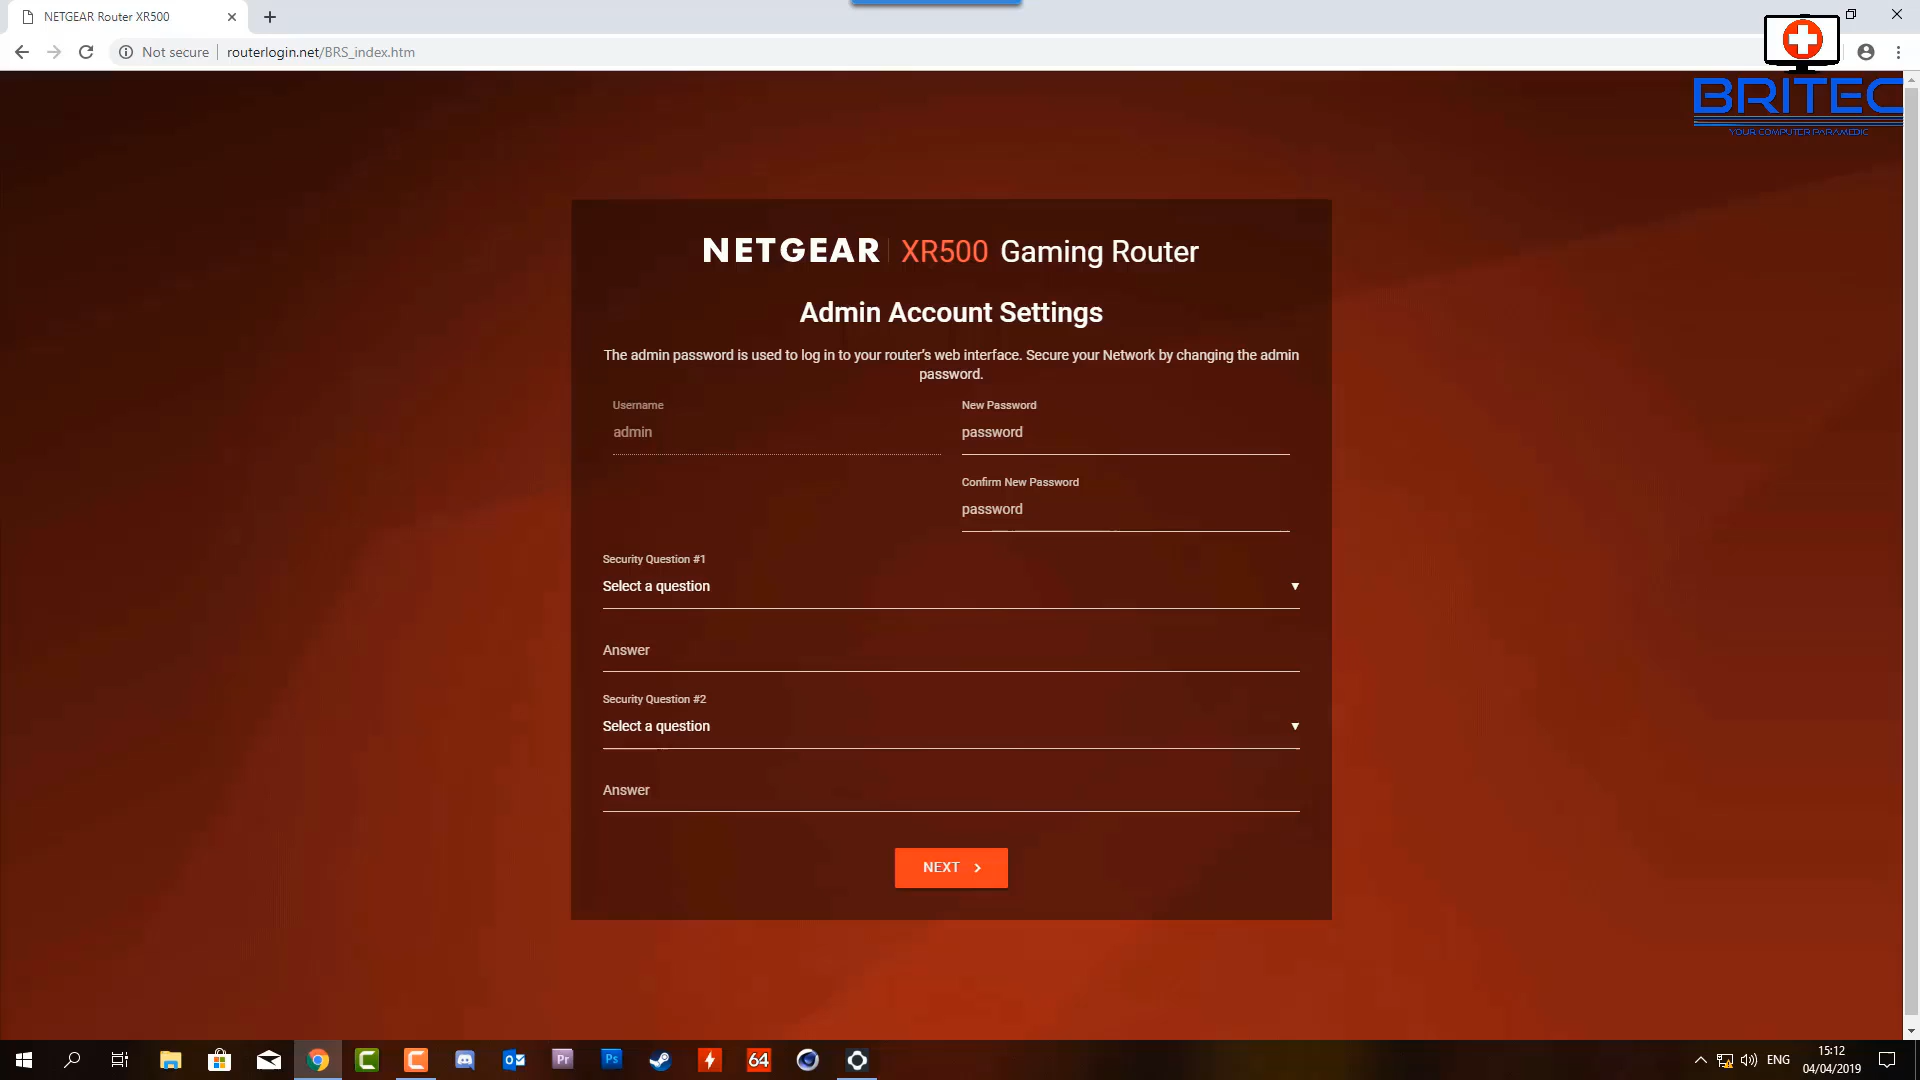 NETGEAR Router XR500
Not secure
routerlogin.net/BRS_index.htm
BRITEC
YOUR COMPUTER PARAMEDIC
NETGEAR XR500 Gaming Router
Admin Account Settings
The admin password is used to log in to your router's web interface. Secure your Network by changing the admin
password.
Username
New Password
admin
password
Confirm New Password
password
Security Question #1
Select a question
Answer
Security Question #2
Select a question
Answer
NEXT
Pr
Ps
64
ENG
15:12
04/04/2019